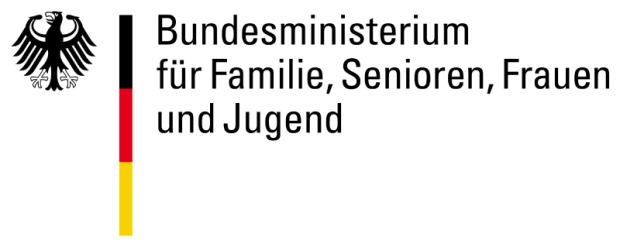 Bundesministerium
für Familie, Senioren, Frauen
und Jugend